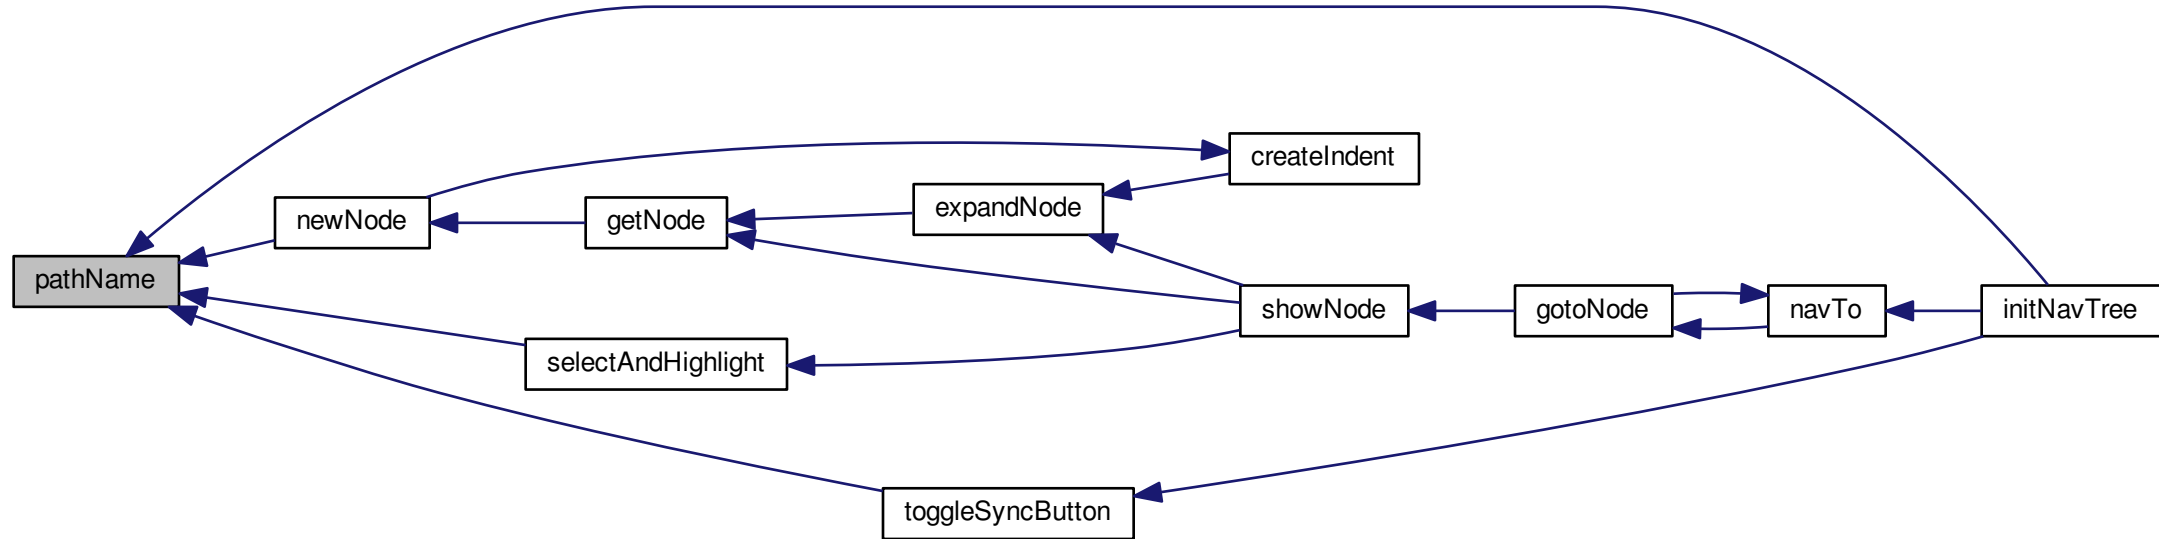 createIndent
expandNode
newNode
getNode
pathName
showNode
gotoNode
navTo
initNavTree
selectAndHighlight
toggleSyncButton